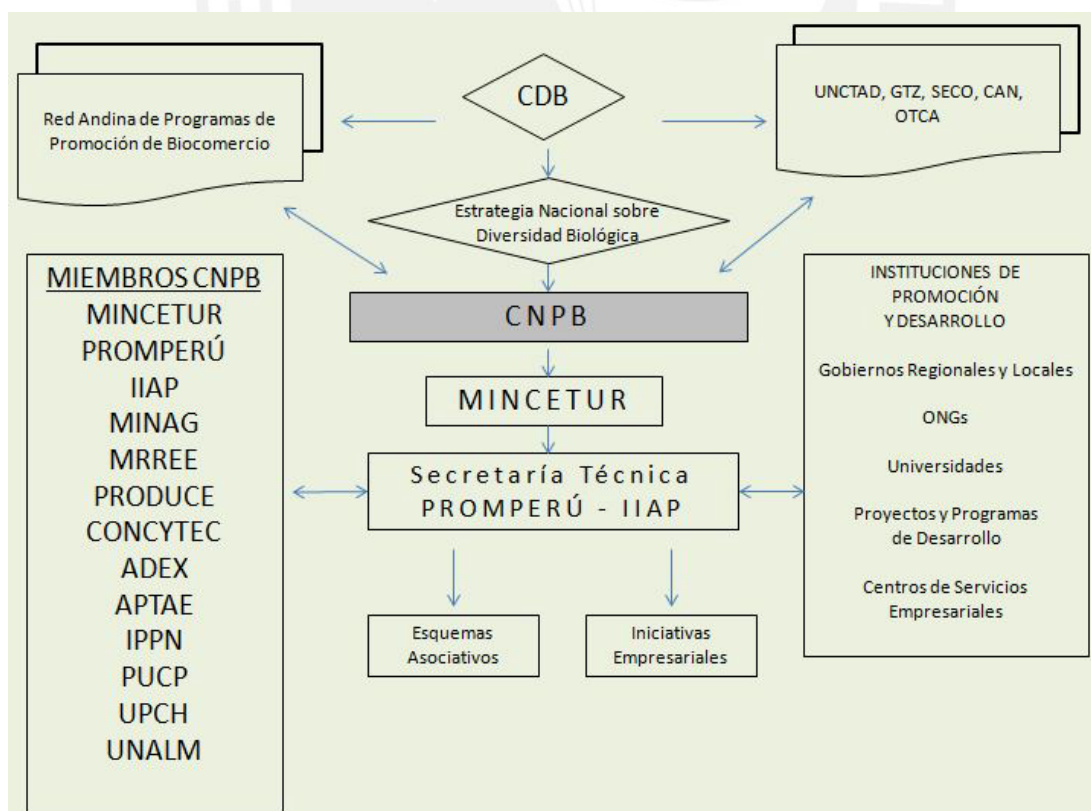 CDB
Red Andina de Programas de
Promoción de Biocomercio
UNCTAD, GTZ, SECO, CAN,
OTCA
Estrategia Nacional sobre
Diversidad Biológica
MIEMBROS CNPB
MINCETUR
PROMPERÚ
IIAP
MINAG
MRREE
PRODUCE
CONCYTEC
ADEX
APTAE
IPPN
PUCP
UPCH
UNALM
CNPB
MINCETUR
Secretaría Técnica
PROMPERÚ - IIAP
Esquemas
Asociativos
Iniciativas
Empresariales
INSTITUCIONES DE
PROMOCIÓN
Y DESARROLLO
Gobiernos Regionales y Locales
ONGs
Universidades
Proyectos y Programas
de Desarrollo
Centros de Servicios
Empresariales